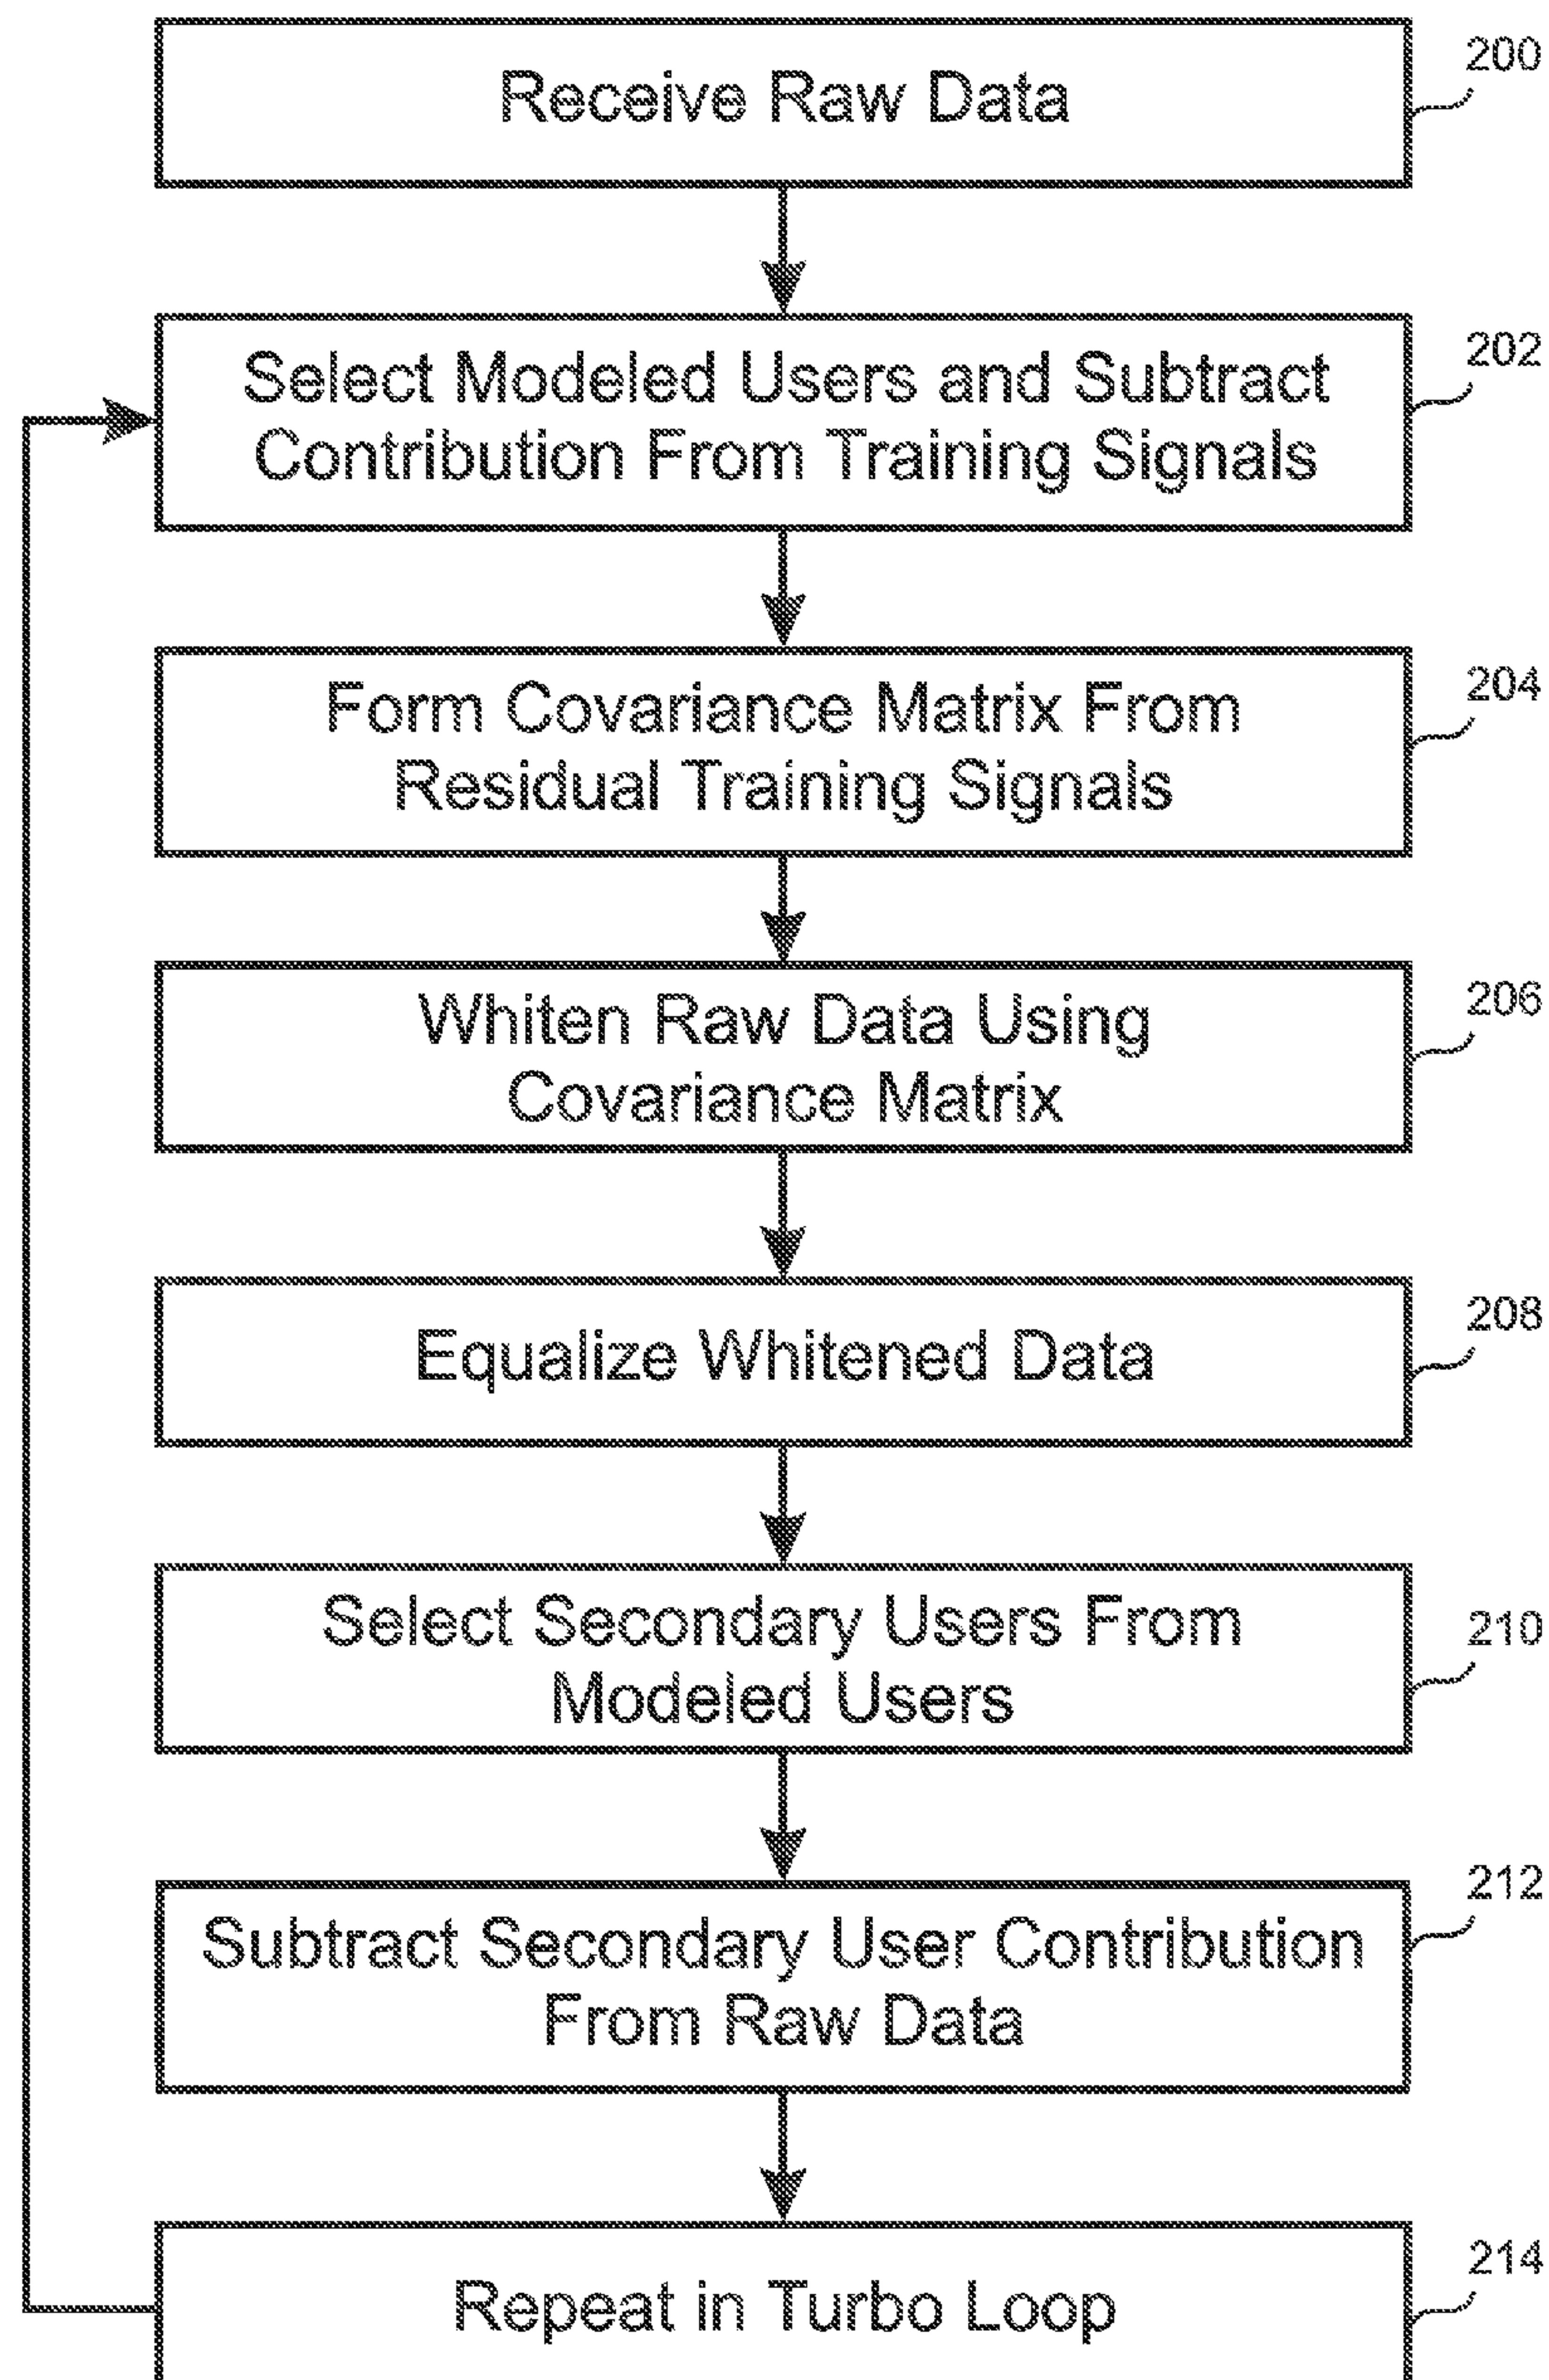 Receive Raw Data
200
Select Modeled Users and Subtract
Contribution From Training Signals
202
Form Covariance Matrix From
Residual Training Signals
204
Whiten Raw Data Using
Covariance Matrix
206
Equalize Whitened Data
208
Select Secondary Users From
Modeled Users
210
Subtract Secondary User Contribution
From Raw Data
212
Repeat in Turbo Loop
214